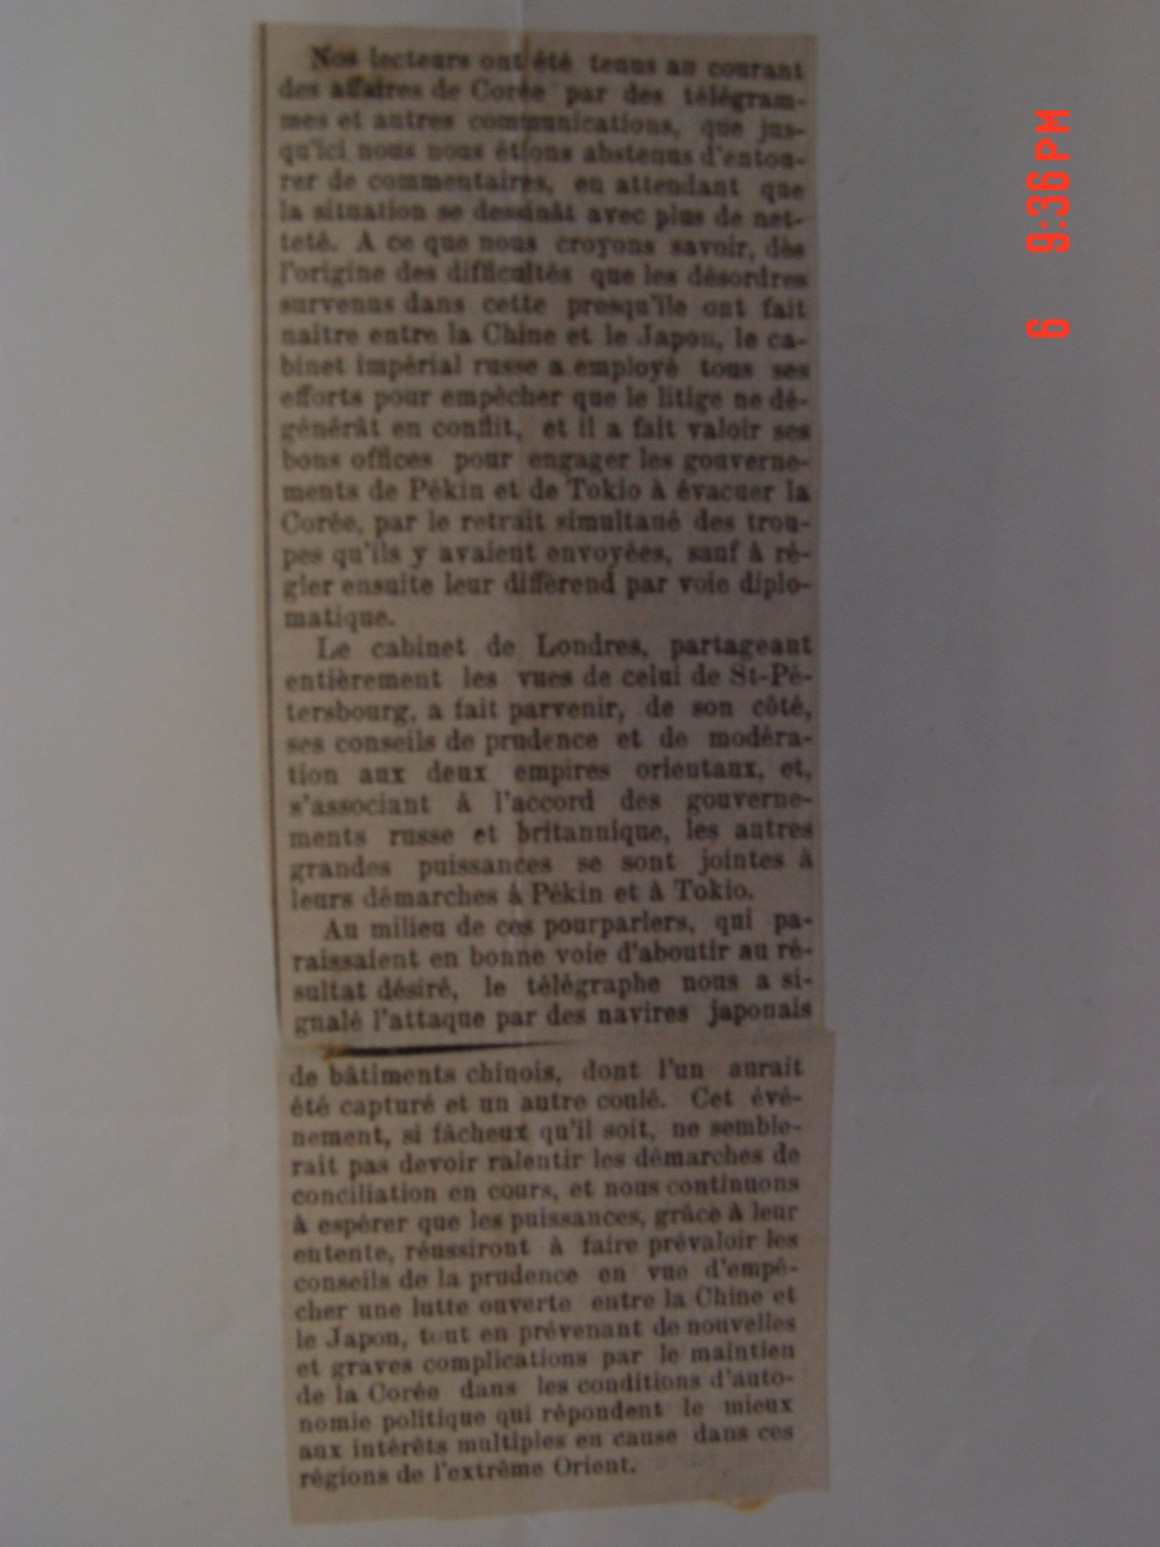 Nos lecteurs ont été tenus au courant
des affaires de Corée par des télégram-
mes et autres communications, que jus-
qu'ici nous nous étions abstenus d'entou-
rer de commentaires, en attendant que
la situation se dessinât avec plus de net-
teté. A ce que nous croyons savoir, dès
l'origine des difficultés que les désordres
survenus dans cette presqu'île ont fait
naître entre la Chine et le Japon, le ca-
binet impérial russe a employé tous ses
efforts pour empêcher que le litige ne dé-
générât en conflit, et il a fait valoir ses
bons offices pour engager les gouverne-
ments de Pékin et de Tokio à évacuer la
Corée, par le retrait simultané des trou-
pes qu'ils y avaient envoyées, sauf à ré-
gler ensuite leur différend par voie diplo-
matique.
Le cabinet de Londres, partageant
entièrement les vues de celui de St-Pé-
tersbourg, a fait parvenir, de son côté,
ses conseils de prudence et de modéra-
tion aux deux empires orientaux, et,
s'associant à l'accord des gouverne-
ments russe et britannique, les autres
grandes puissances se sont jointes à
leurs démarches à Pékin et à Tokio.
Au milieu de ces pourparlers, qui pa-
raissaient en bonne voie d'aboutir au ré-
sultat désiré, le télégraphe nous a si-
gnalé l'attaque par des navires japonais
de bâtiments chinois, dont l'un aurait
été capturé et un autre coulé. Cet évé-
nement, si fâcheux qu'il soit, ne semble-
rait pas devoir ralentir les démarches de
conciliation en cours, et nous continuons
à espérer que les puissances, grâce à leur
entente, réussiront à faire prévaloir les
conseils de la prudence en vue d'empê-
cher une lutte ouverte entre la Chine et
le Japon, tout en prévenant de nouvelles
et graves complications par le maintien
de la Corée dans les conditions d'auto-
nomie politique qui répondent le mieux
aux intérêts multiples en cause dans ces
régions de l'extrême Orient.
6 9:36 PM